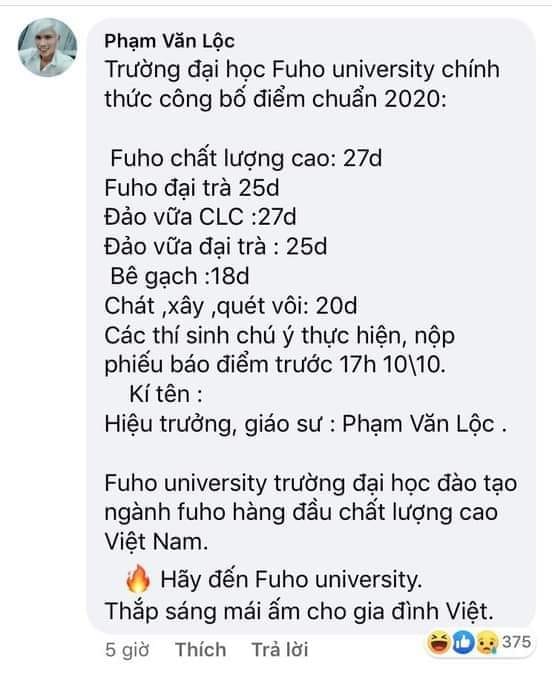 Phạm Văn Lộc
Trường đại học Fuho university chính
thức công bố điểm chuẩn 2020:
Fuho chất lượng cao: 27d
Fuho đại trà 25d
Đảo vữa CLC :27d
Đảo vữa đại trà : 25d
Bê gạch :18d
Chát ,xây ,quét vôi: 20d
Các thí sinh chú ý thực hiện, nộp
phiếu báo điểm trước 17h 10\10.
Kí tên :
Hiệu trưởng, giáo sư : Phạm Văn Lộc .
Fuho university trường đại học đào tạo
ngành fuho hàng đầu chất lượng cao
Việt Nam.
🔥 Hãy đến Fuho university.
Thắp sáng mái ấm cho gia đình Việt.
5 giờ Thích Trả lời 375